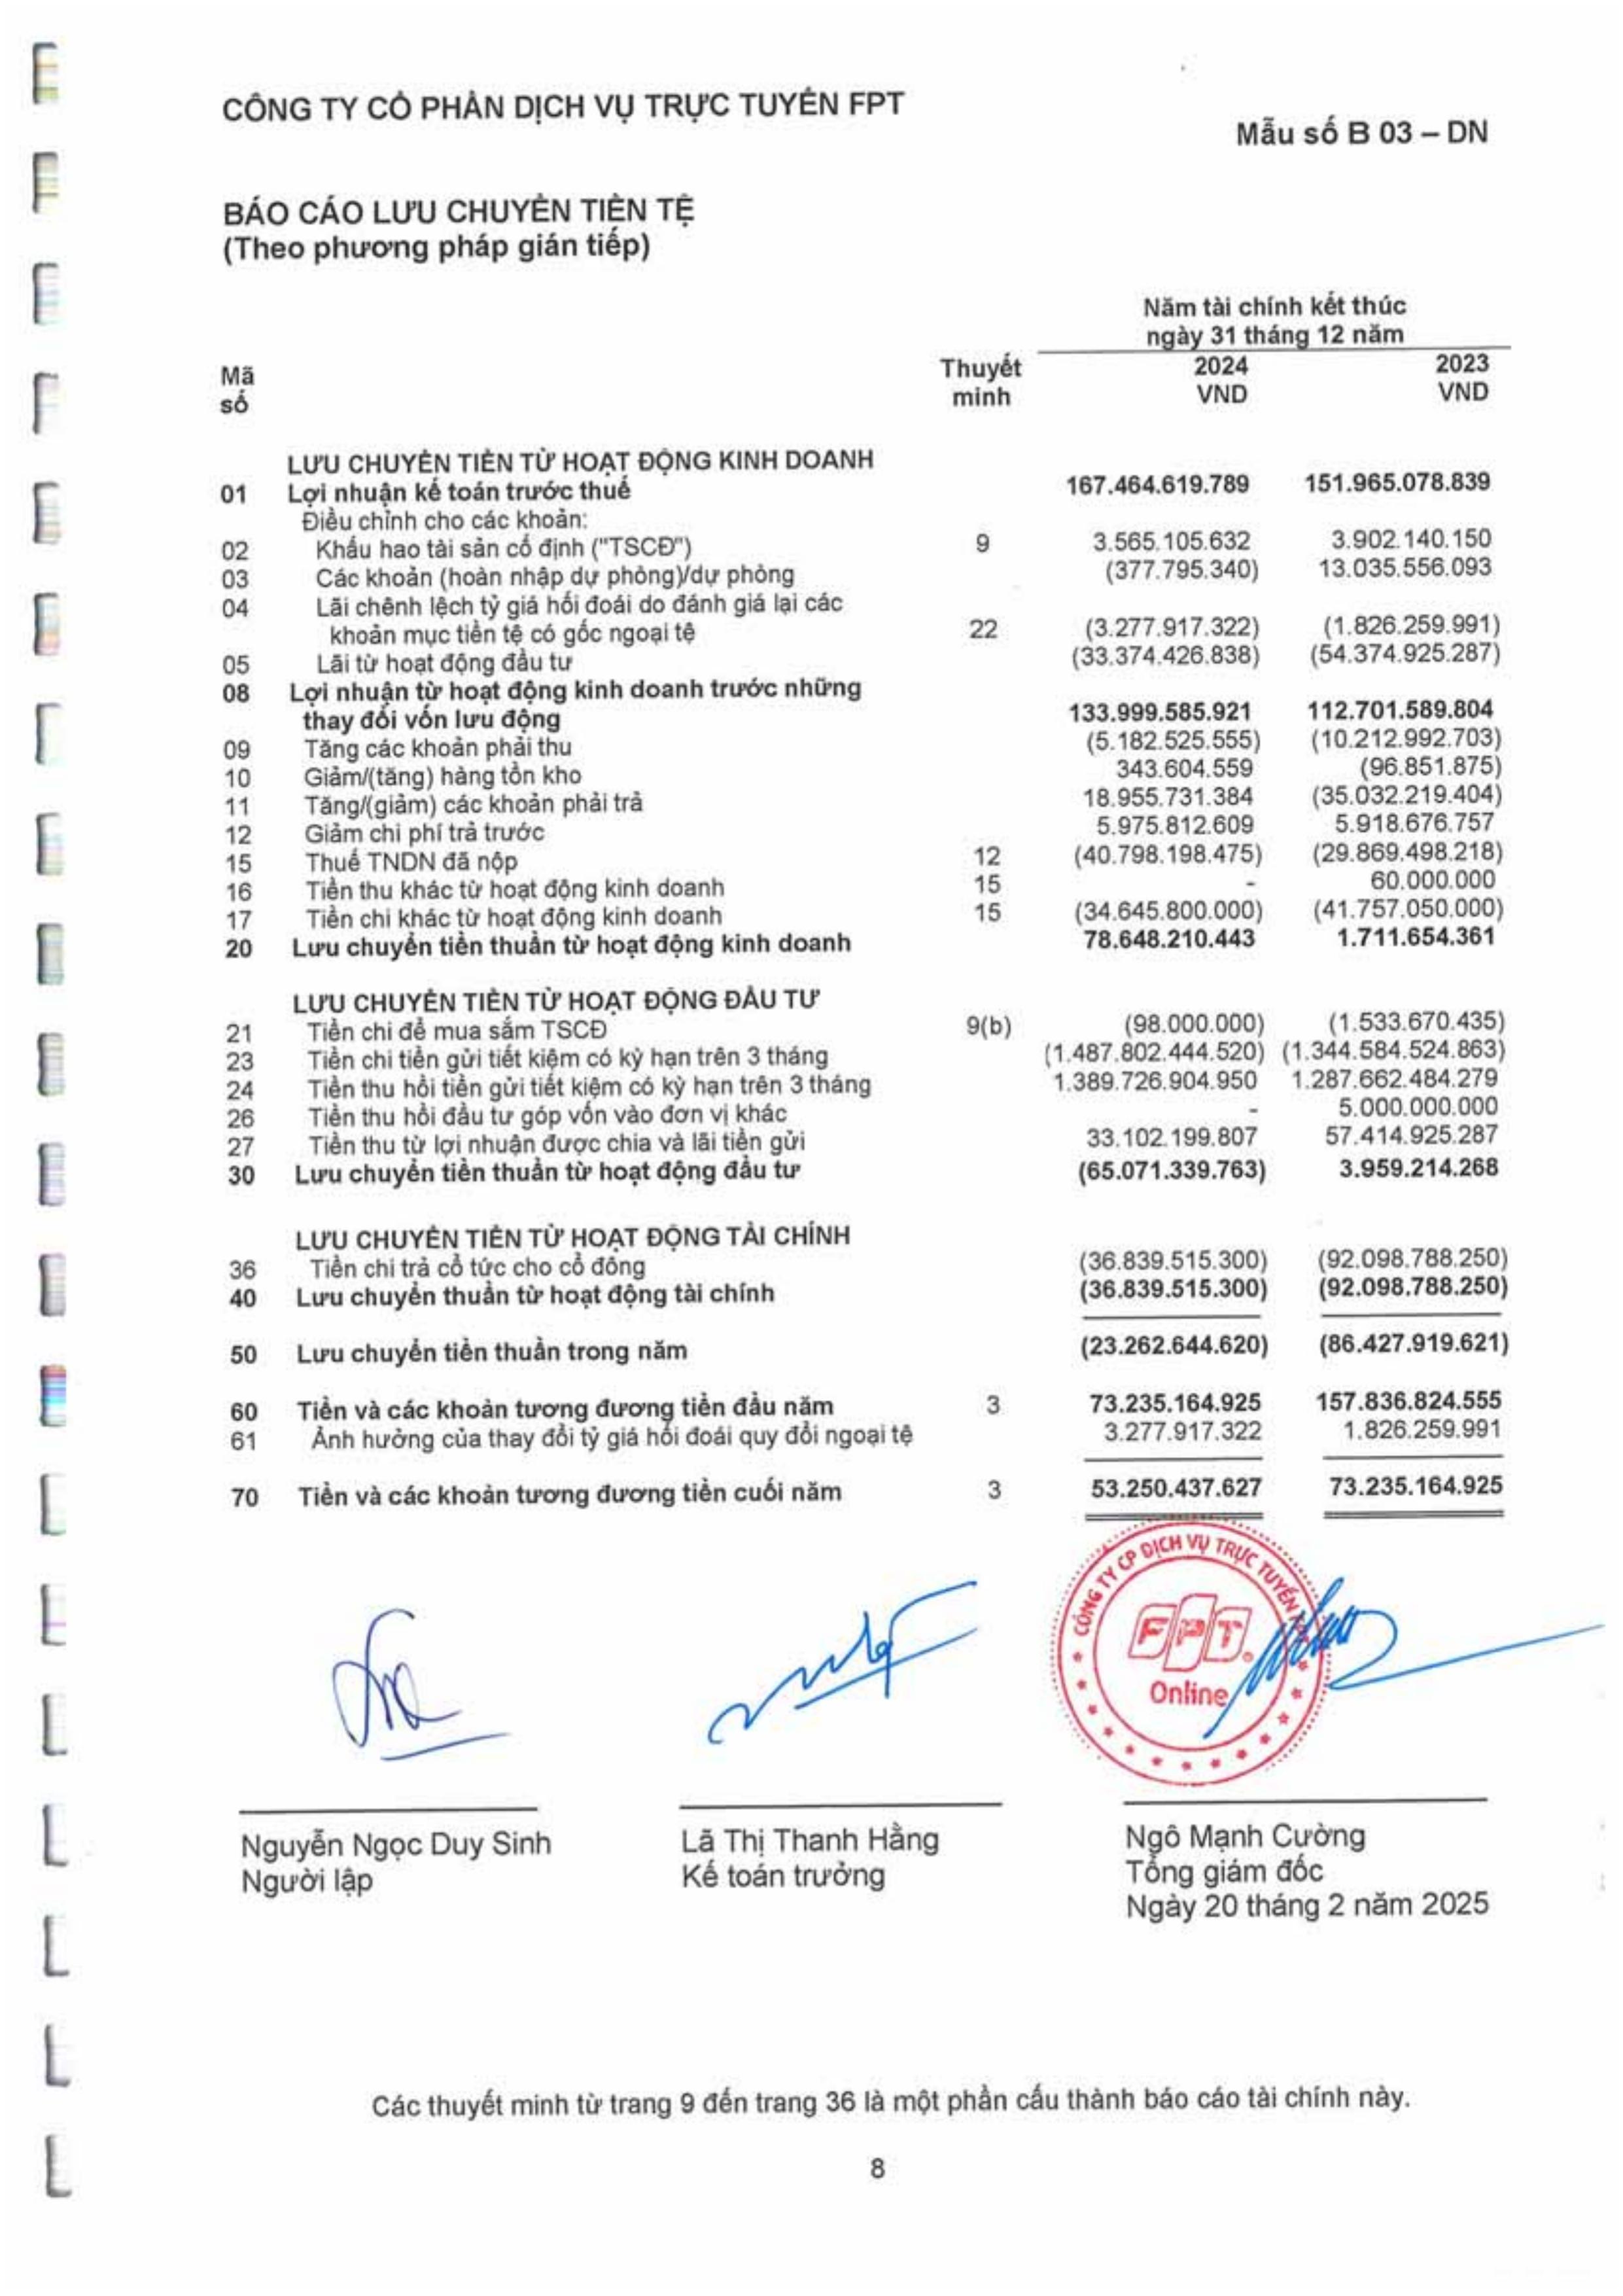 CÔNG TY CỔ PHẦN DỊCH VỤ TRỰC TUYẾN FPT
Mẫu số B 03 – DN
BÁO CÁO LƯU CHUYỂN TIỀN TỆ
(Theo phương pháp gián tiếp)
Năm tài chính kết thúc
ngày 31 tháng 12 năm
Mã số Thuyết minh 2024 VND 2023 VND
LƯU CHUYỂN TIỀN TỪ HOẠT ĐỘNG KINH DOANH
01 Lợi nhuận kế toán trước thuế 167.464.619.789 151.965.078.839
Điều chỉnh cho các khoản:
02 Khấu hao tài sản cố định ("TSCĐ") 9 3.565.105.632 3.902.140.150
03 Các khoản (hoàn nhập dự phòng)/dự phòng (377.795.340) 13.035.556.093
04 Lãi chênh lệch tỷ giá hối đoái do đánh giá lại các
khoản mục tiền tệ có gốc ngoại tệ 22 (3.277.917.322) (1.826.259.991)
05 Lãi từ hoạt động đầu tư (33.374.426.838) (54.374.925.287)
08 Lợi nhuận từ hoạt động kinh doanh trước những
thay đổi vốn lưu động 133.999.585.921 112.701.589.804
09 Tăng các khoản phải thu (5.182.525.555) (10.212.992.703)
10 Giảm/(tăng) hàng tồn kho 343.604.559 (96.851.875)
11 Tăng/(giảm) các khoản phải trả 18.955.731.384 (35.032.219.404)
12 Giảm chi phí trả trước 5.975.812.609 5.918.676.757
15 Thuế TNDN đã nộp 12 (40.798.198.475) (29.869.498.218)
16 Tiền thu khác từ hoạt động kinh doanh 15 - 60.000.000
17 Tiền chi khác từ hoạt động kinh doanh 15 (34.645.800.000) (41.757.050.000)
20 Lưu chuyển tiền thuần từ hoạt động kinh doanh 78.648.210.443 1.711.654.361
LƯU CHUYỂN TIỀN TỪ HOẠT ĐỘNG ĐẦU TƯ
21 Tiền chi để mua sắm TSCĐ 9(b) (98.000.000) (1.533.670.435)
23 Tiền chi tiền gửi tiết kiệm có kỳ hạn trên 3 tháng (1.487.802.444.520) (1.344.584.524.863)
24 Tiền thu hồi tiền gửi tiết kiệm có kỳ hạn trên 3 tháng 1.389.726.904.950 1.287.662.484.279
26 Tiền thu hồi đầu tư góp vốn vào đơn vị khác - 5.000.000.000
27 Tiền thu từ lợi nhuận được chia và lãi tiền gửi 33.102.199.807 57.414.925.287
30 Lưu chuyển tiền thuần từ hoạt động đầu tư (65.071.339.763) 3.959.214.268
LƯU CHUYỂN TIỀN TỪ HOẠT ĐỘNG TÀI CHÍNH
36 Tiền chi trả cổ tức cho cổ đông (36.839.515.300) (92.098.788.250)
40 Lưu chuyển thuần từ hoạt động tài chính (36.839.515.300) (92.098.788.250)
50 Lưu chuyển tiền thuần trong năm (23.262.644.620) (86.427.919.621)
60 Tiền và các khoản tương đương tiền đầu năm 3 73.235.164.925 157.836.824.555
61 Ảnh hưởng của thay đổi tỷ giá hối đoái quy đổi ngoại tệ 3.277.917.322 1.826.259.991
70 Tiền và các khoản tương đương tiền cuối năm 3 53.250.437.627 73.235.164.925
CÔNG TY CP DỊCH VỤ TRỰC TUYẾN
FPT
Online
Nguyễn Ngọc Duy Sinh
Người lập
Lã Thị Thanh Hằng
Kế toán trưởng
Ngô Mạnh Cường
Tổng giám đốc
Ngày 20 tháng 2 năm 2025
Các thuyết minh từ trang 9 đến trang 36 là một phần cấu thành báo cáo tài chính này.
8